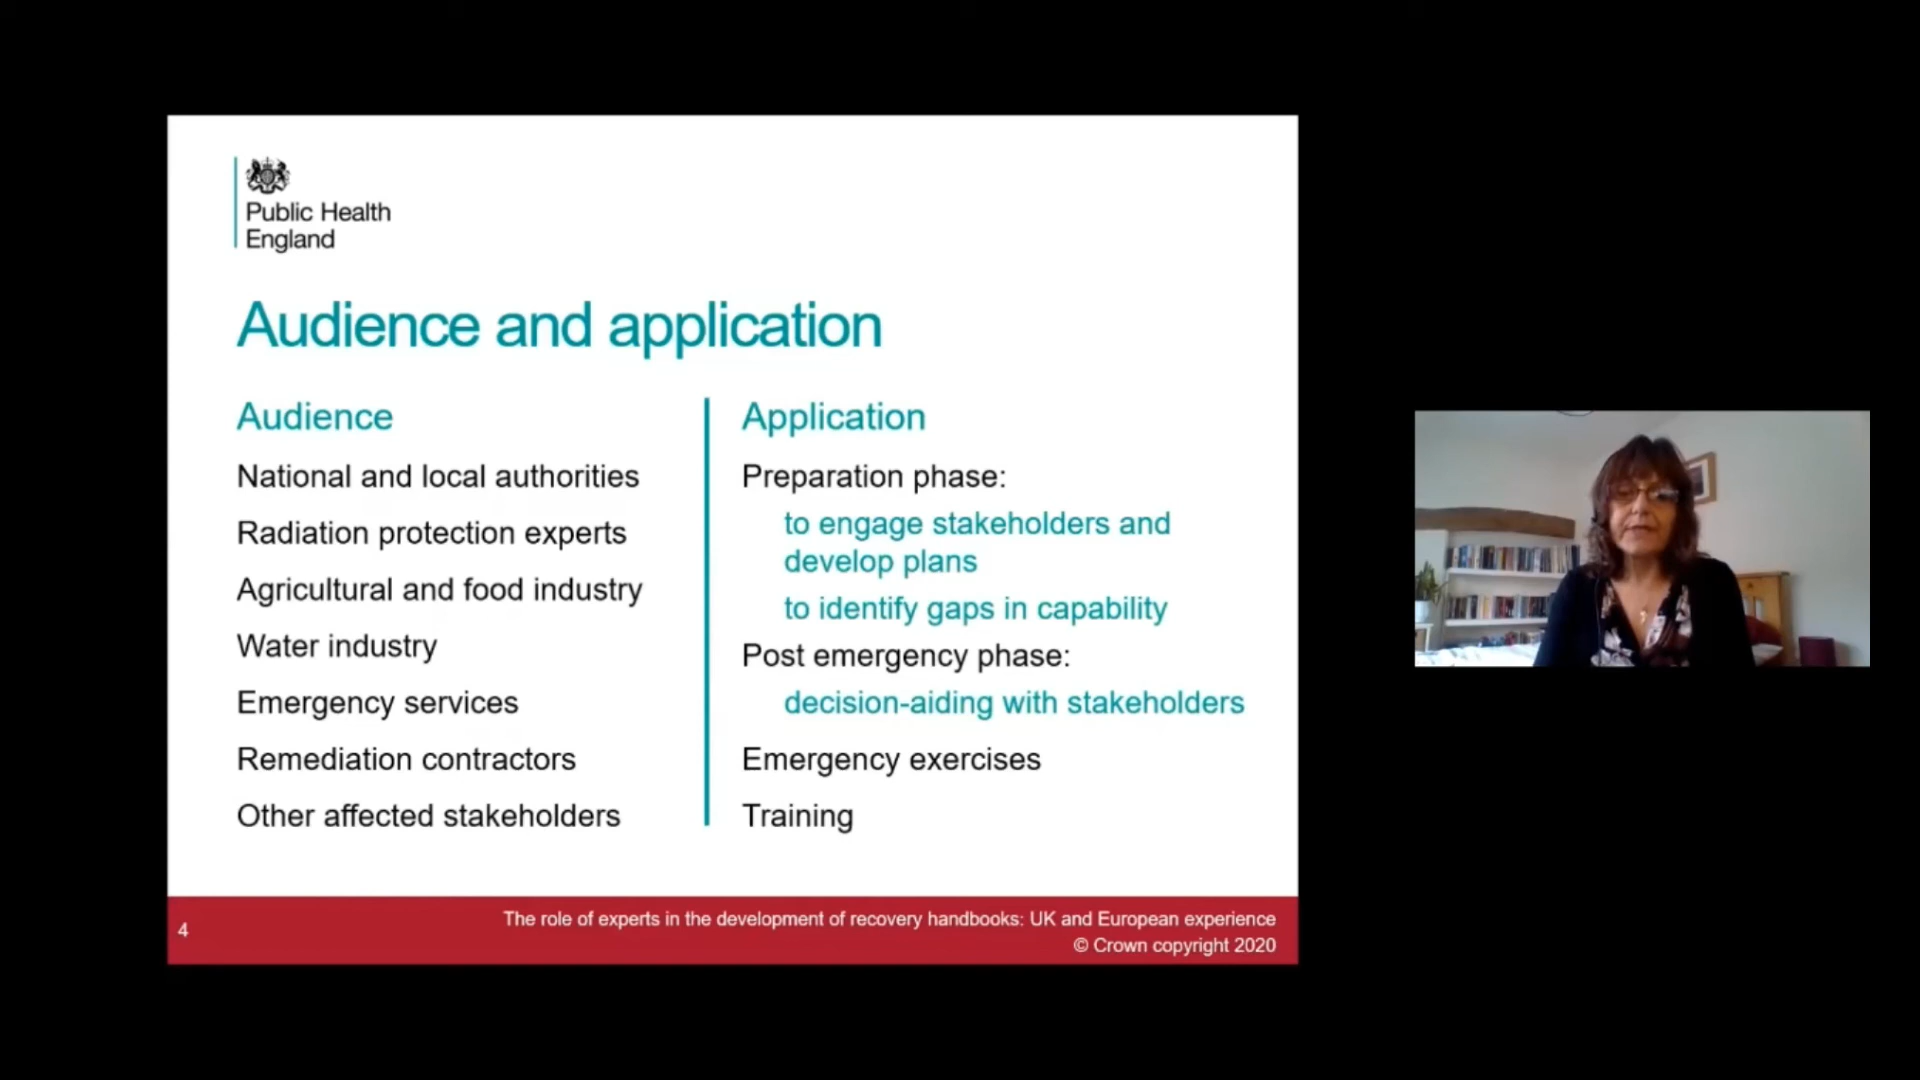 Public Health
England
Audience and application
Audience
National and local authorities
Radiation protection experts
Agricultural and food industry
Water industry
Emergency services
Remediation contractors
Other affected stakeholders
Application
Preparation phase:
to engage stakeholders and
develop plans
to identify gaps in capability
Post emergency phase:
decision-aiding with stakeholders
Emergency exercises
Training
4
The role of experts in the development of recovery handbooks: UK and European experience
© Crown copyright 2020